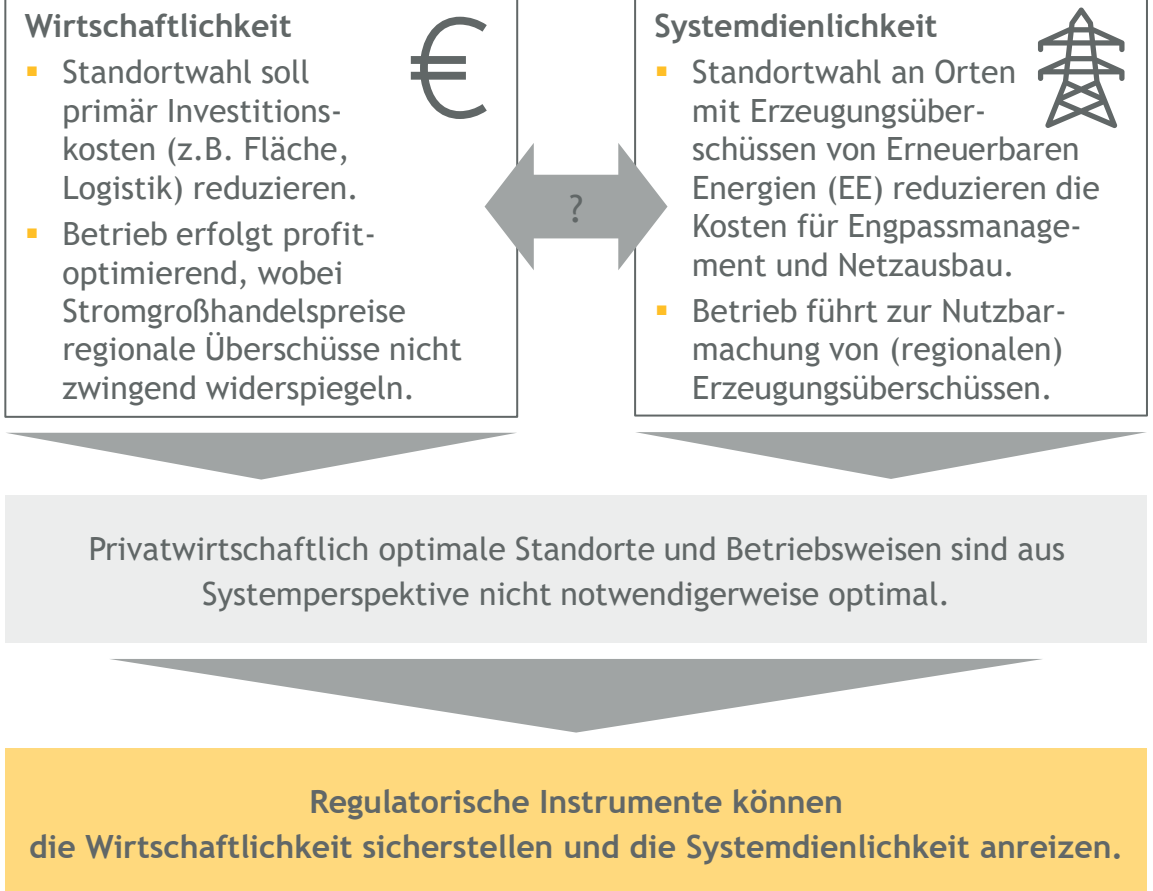 Wirtschaftlichkeit
▪ Standortwahl soll
primär Investitions-
kosten (z.B. Fläche,
Logistik) reduzieren.
▪ Betrieb erfolgt profit-
optimierend, wobei
Stromgroßhandelspreise
regionale Überschüsse nicht
zwingend widerspiegeln.
€
?
Systemdienlichkeit
▪ Standortwahl an Orten
mit Erzeugungsüber-
schüssen von Erneuerbaren
Energien (EE) reduzieren die
Kosten für Engpassmanage-
ment und Netzausbau.
▪ Betrieb führt zur Nutzbar-
machung von (regionalen)
Erzeugungsüberschüssen.
Privatwirtschaftlich optimale Standorte und Betriebsweisen sind aus
Systemperspektive nicht notwendigerweise optimal.
Regulatorische Instrumente können
die Wirtschaftlichkeit sicherstellen und die Systemdienlichkeit anreizen.